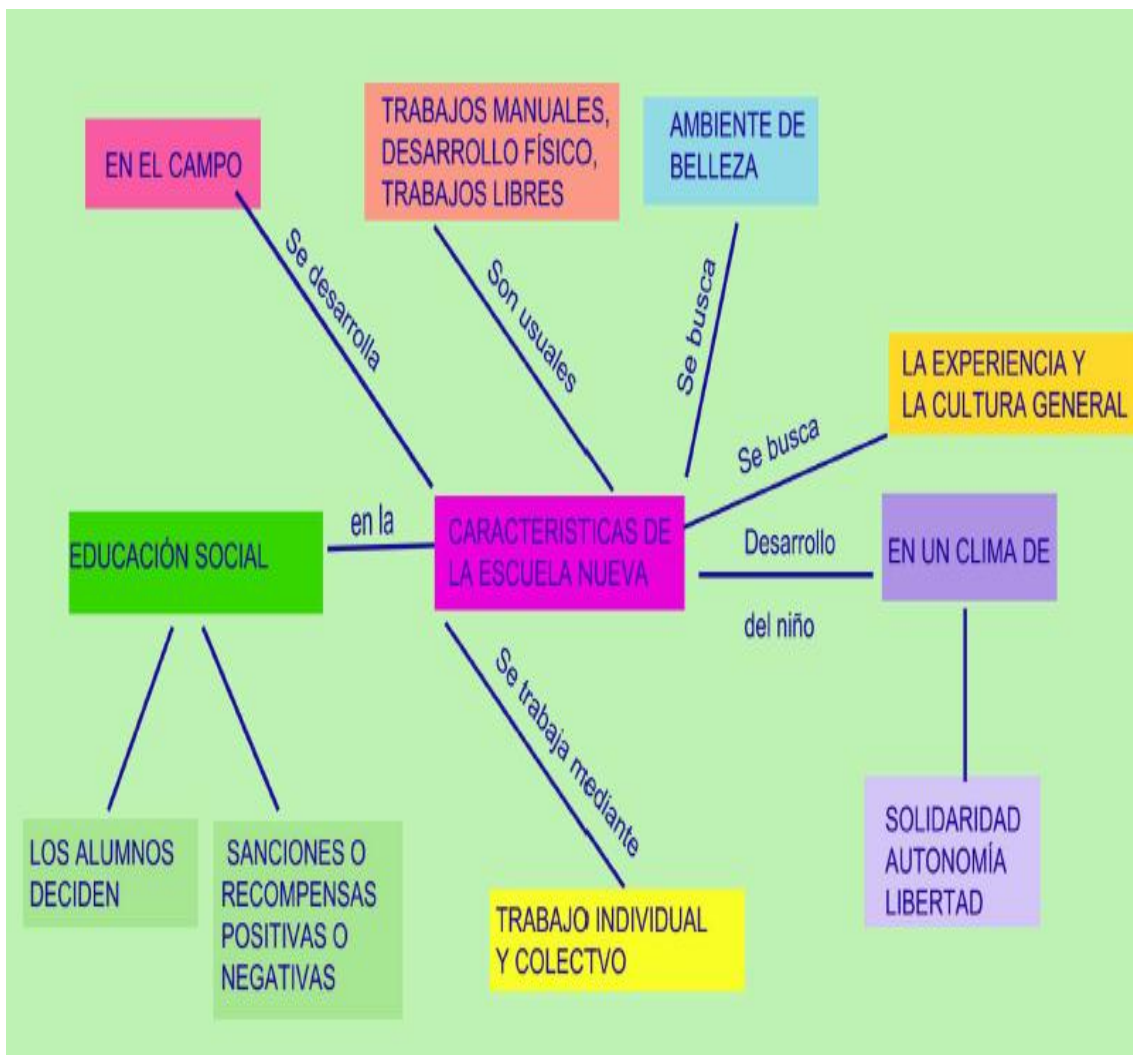 EN EL CAMPO
TRABAJOS MANUALES,
DESARROLLO FÍSICO,
TRABAJOS LIBRES
AMBIENTE DE
BELLEZA
Se desarrolla
Son usuales
Se busca
LA EXPERIENCIA Y
LA CULTURA GENERAL
Se busca
EDUCACIÓN SOCIAL
en la
CARACTERISTICAS DE
LA ESCUELA NUEVA
Desarrollo
del niño
EN UN CLIMA DE
Se trabaja mediante
LOS ALUMNOS
DECIDEN
SANCIONES O
RECOMPENSAS
POSITIVAS O
NEGATIVAS
TRABAJO INDIVIDUAL
Y COLECTVO
SOLIDARIDAD
AUTONOMÍA
LIBERTAD